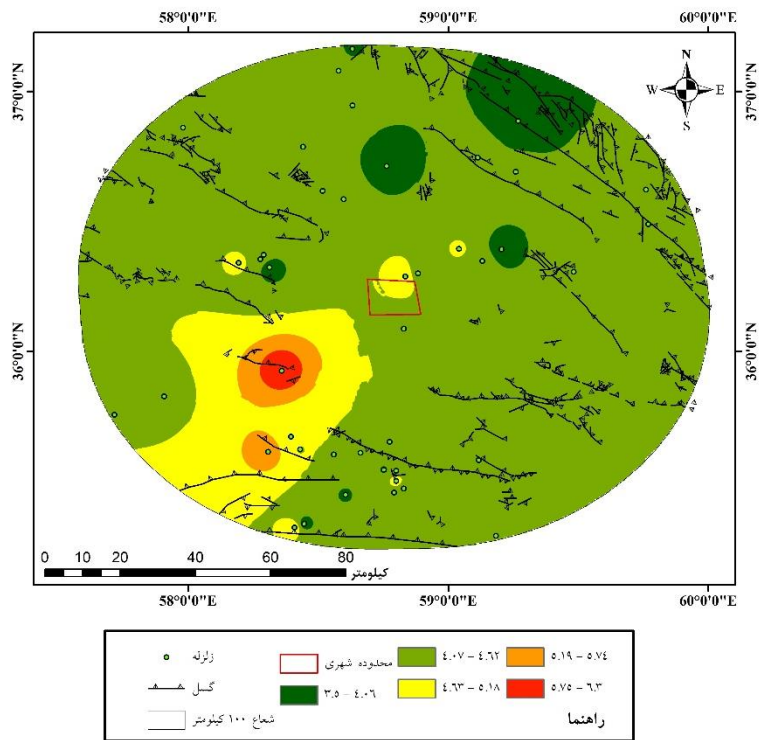 58°0'0"E 59°0'0"E 60°0'0"E
37°0'0"N 37°0'0"N
N
W E
S
36°0'0"N 36°0'0"N
0 10 20 40 60 80
کیلومتر
58°0'0"E 59°0'0"E 60°0'0"E
زلزله
محدوده شهری
۴.۰۷ – ۴.۶۲
۵.۱۹ – ۵.۷۴
گسل
۳.۵ – ۴.۰۶
۴.۶۳ – ۵.۱۸
۵.۷۵ – ۶.۳
شعاع ۱۰۰ کیلومتر
راهنما